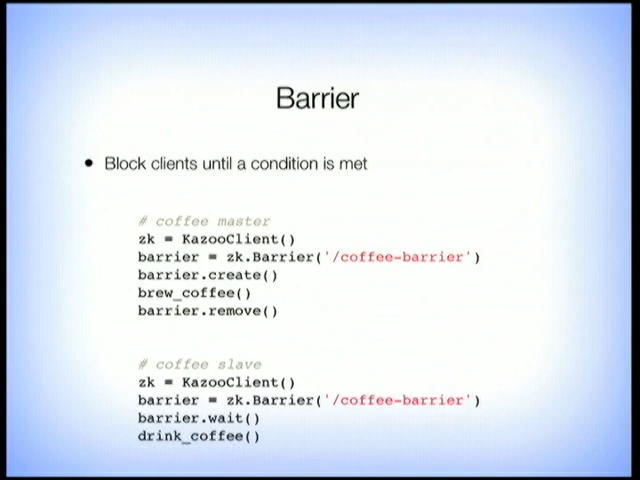 Barrier
● Block clients until a condition is met
# coffee master
zk = KazooClient()
barrier = zk.Barrier('/coffee-barrier')
barrier.create()
brew_coffee()
barrier.remove()
# coffee slave
zk = KazooClient()
barrier = zk.Barrier('/coffee-barrier')
barrier.wait()
drink_coffee()